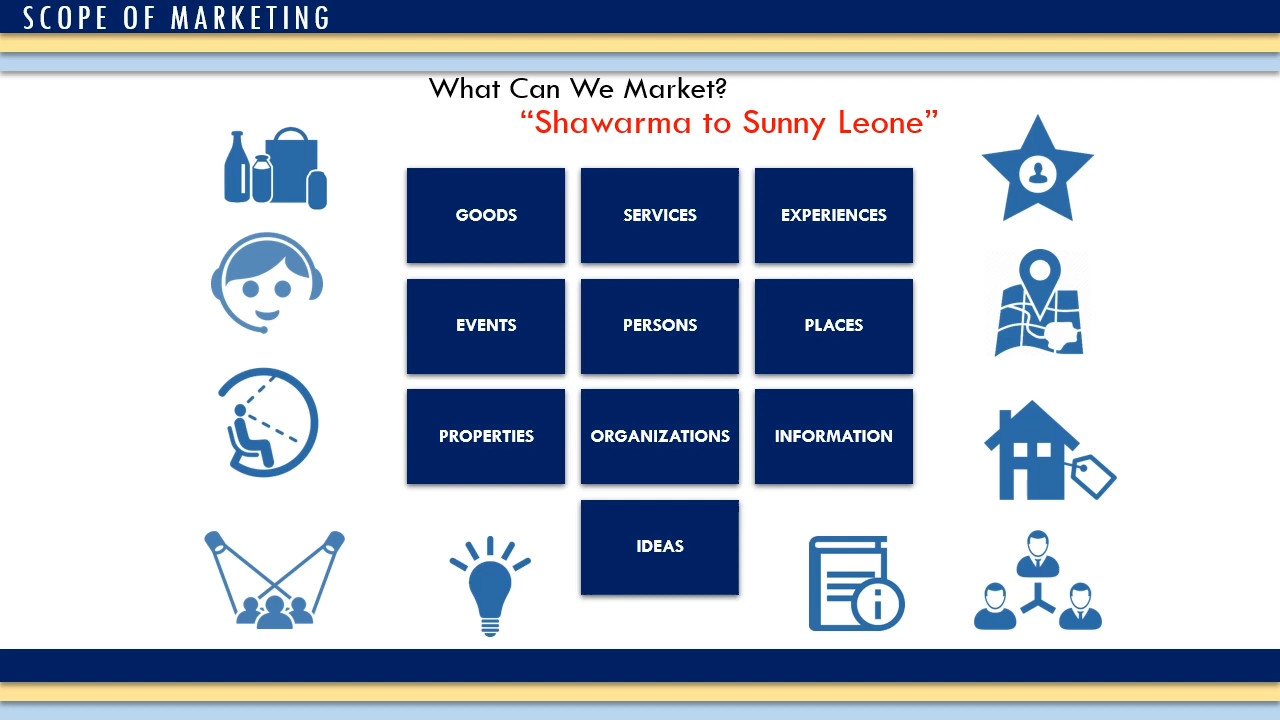 SCOPE OF MARKETING
What Can We Market?
“Shawarma to Sunny Leone”
GOODS
SERVICES
EXPERIENCES
EVENTS
PERSONS
PLACES
PROPERTIES
ORGANIZATIONS
INFORMATION
IDEAS
i